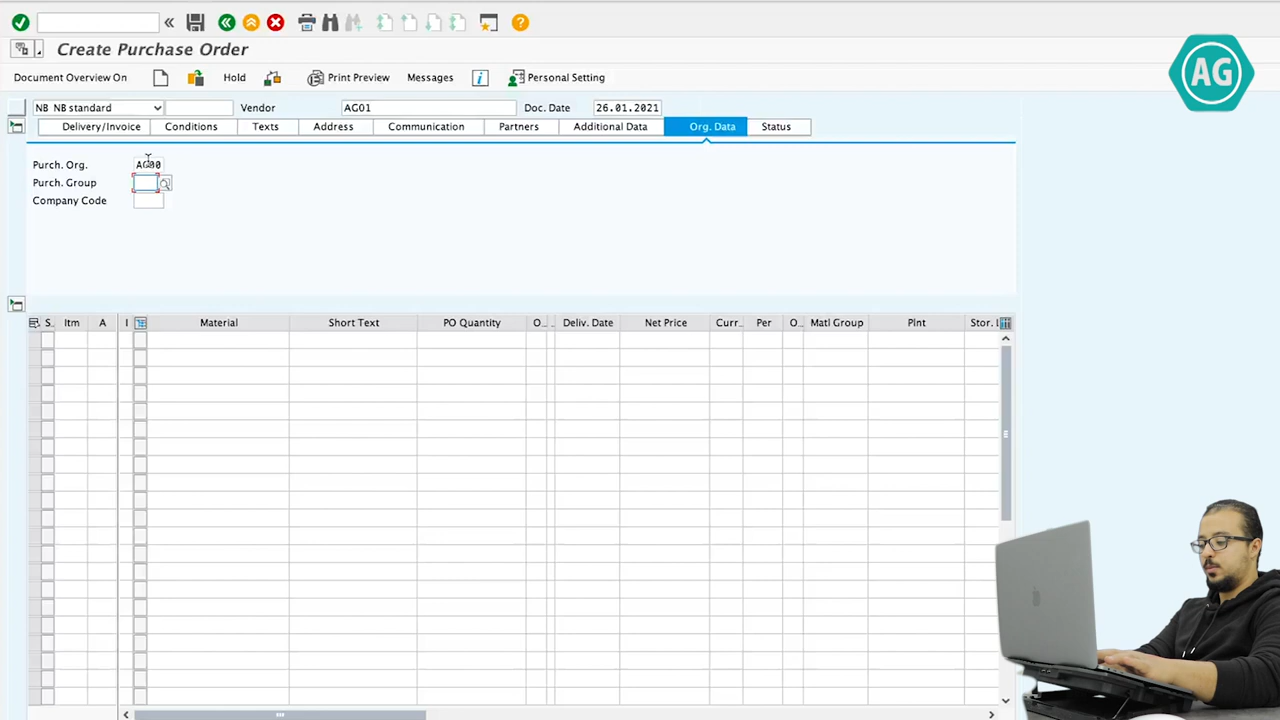 Create Purchase Order
Document Overview On Hold Print Preview Messages Personal Setting
NB NB standard Vendor AG01 Doc. Date 26.01.2021
Delivery/Invoice Conditions Texts Address Communication Partners Additional Data Org. Data Status
Purch. Org. AG00
Purch. Group
Company Code
S.. Itm A I Material Short Text PO Quantity O... Deliv. Date Net Price Curr... Per O... Matl Group Plnt Stor. L
AG